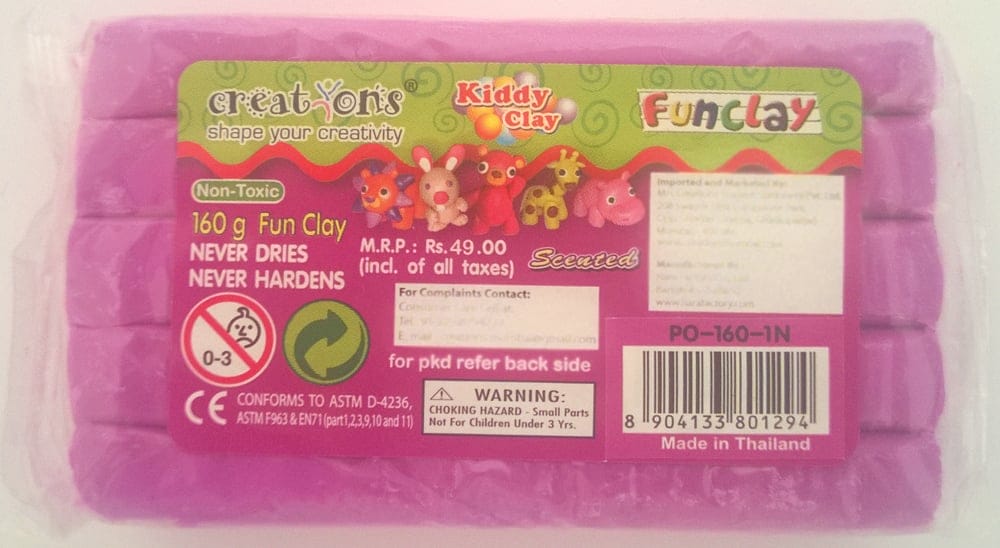 creatyons®
shape your creativity
Kiddy
Clay
FUNCLAY
Non-Toxic
160 g Fun Clay
NEVER DRIES
NEVER HARDENS
M.R.P.: Rs.49.00
(incl. of all taxes)
Scented
Imported and Marketed By:
For Complaints Contact:
for pkd refer back side
0-3
CE CONFORMS TO ASTM D-4236,
ASTM F963 & EN71(part1,2,3,9,10 and 11)
WARNING:
CHOKING HAZARD - Small Parts
Not For Children Under 3 Yrs.
PO-160-1N
8 904133 801294
Made in Thailand